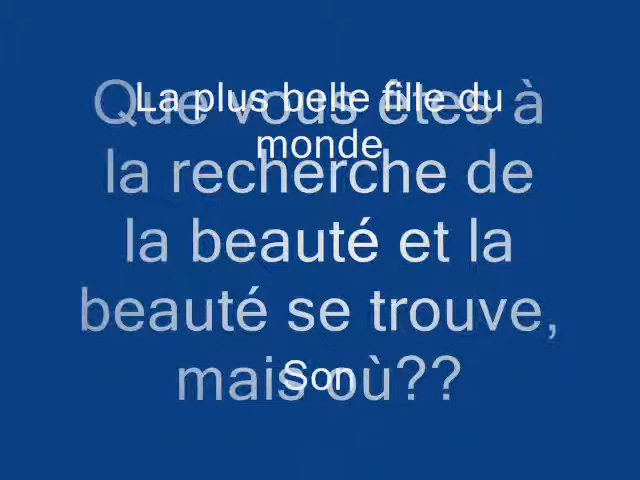 La plus belle fille du
monde
Que vous êtes à
la recherche de
la beauté et la
beauté se trouve,
mais où??
Son